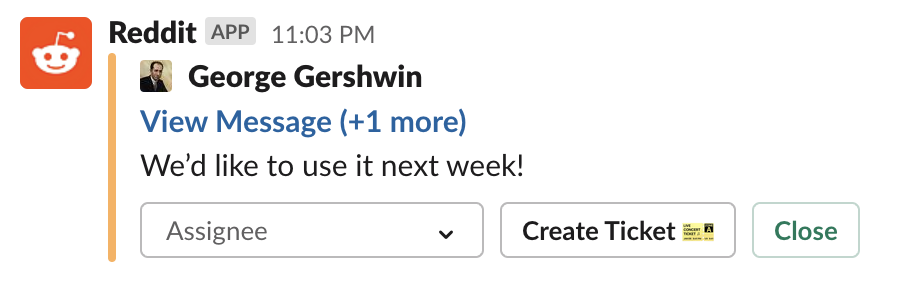 Reddit APP 11:03 PM
George Gershwin
View Message (+1 more)
We’d like to use it next week!
Assignee Create Ticket Close